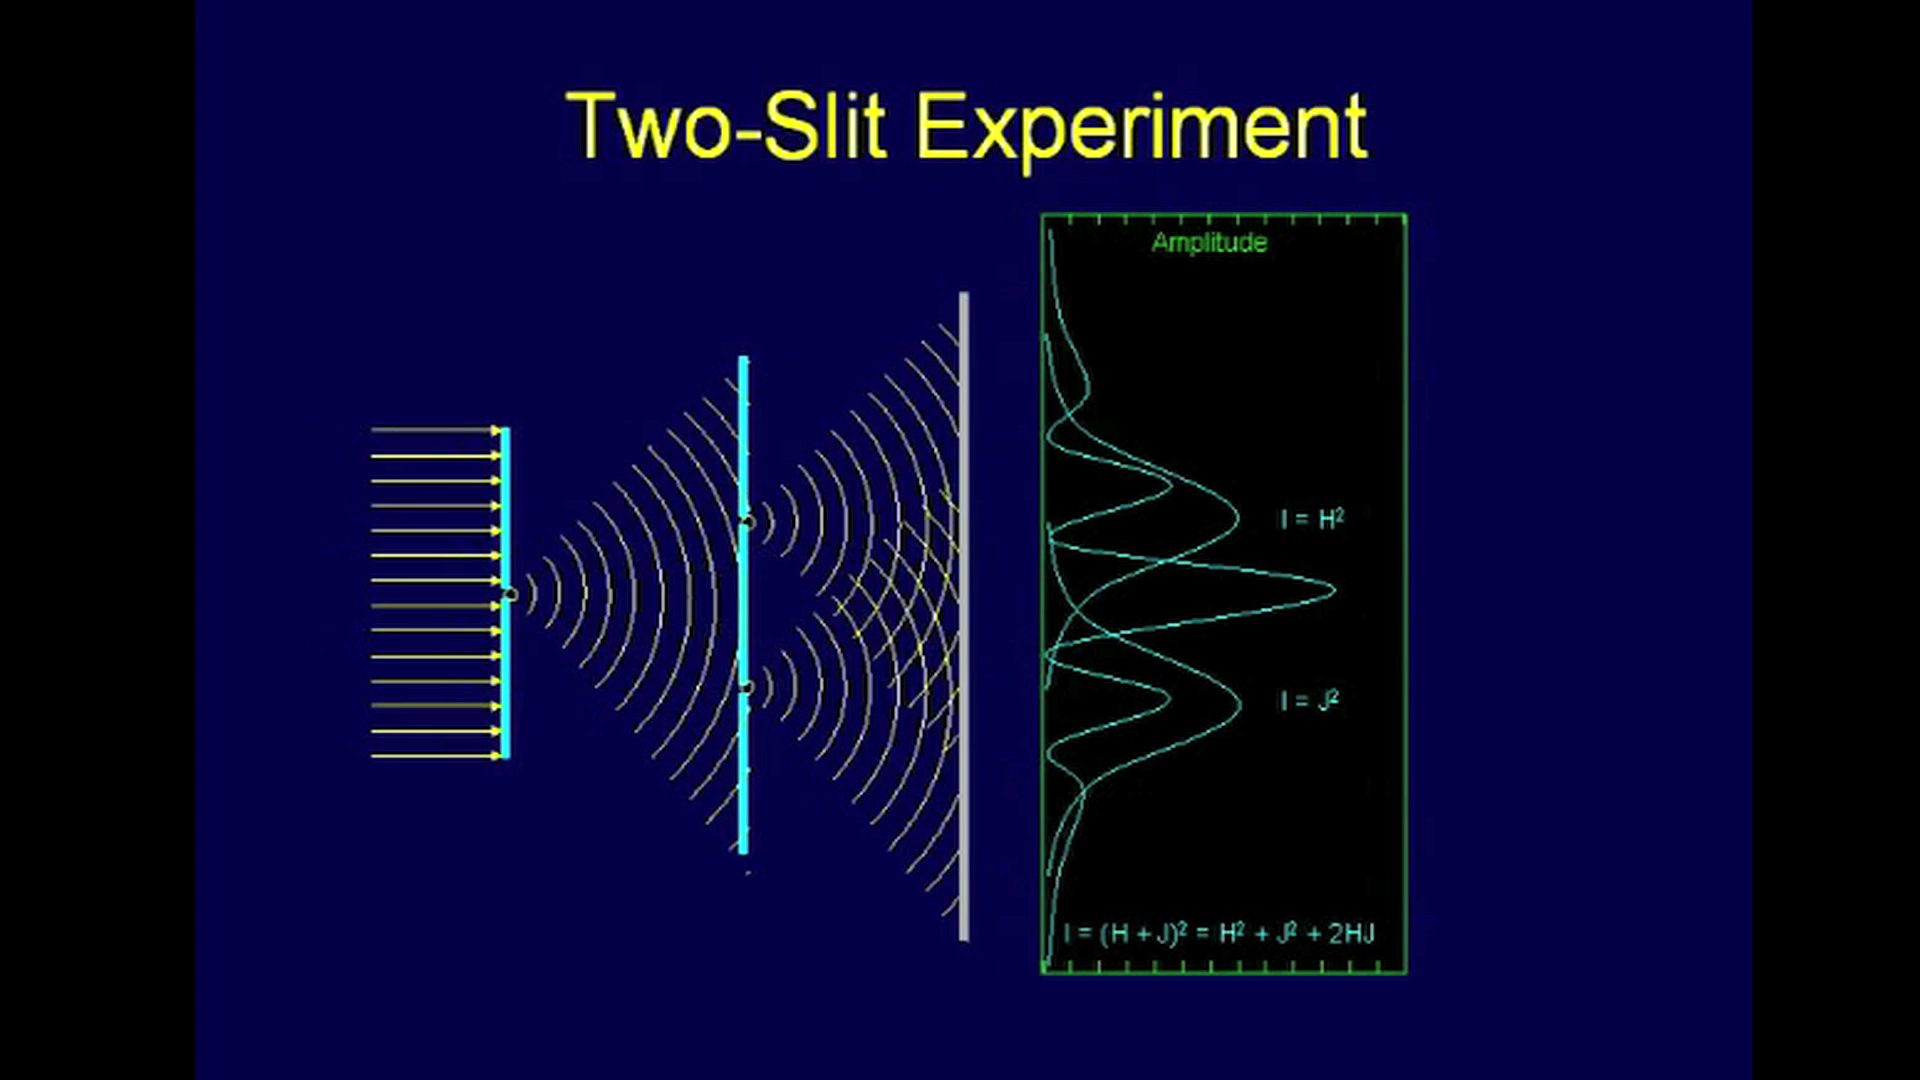 Two-Slit Experiment
Amplitude
I = H²
I = J²
I = (H + J)² = H² + J² + 2HJ